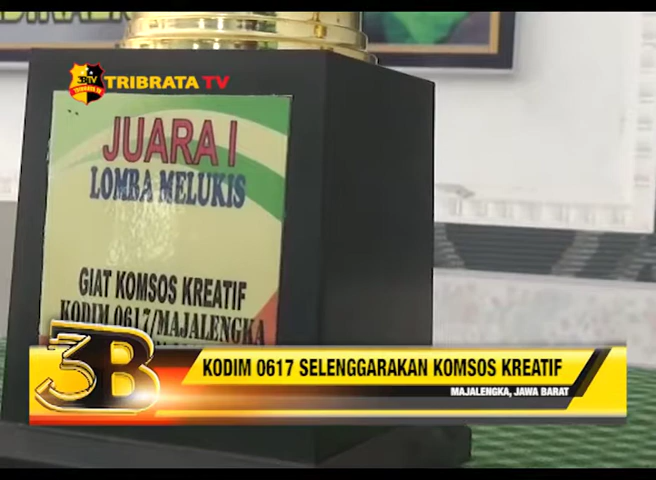 TRIBRATA TV
JUARA I
LOMBA MELUKIS
GIAT KOMSOS KREATIF
KODIM 0617/MAJALENGKA
3B
KODIM 0617 SELENGGARAKAN KOMSOS KREATIF
MAJALENGKA, JAWA BARAT